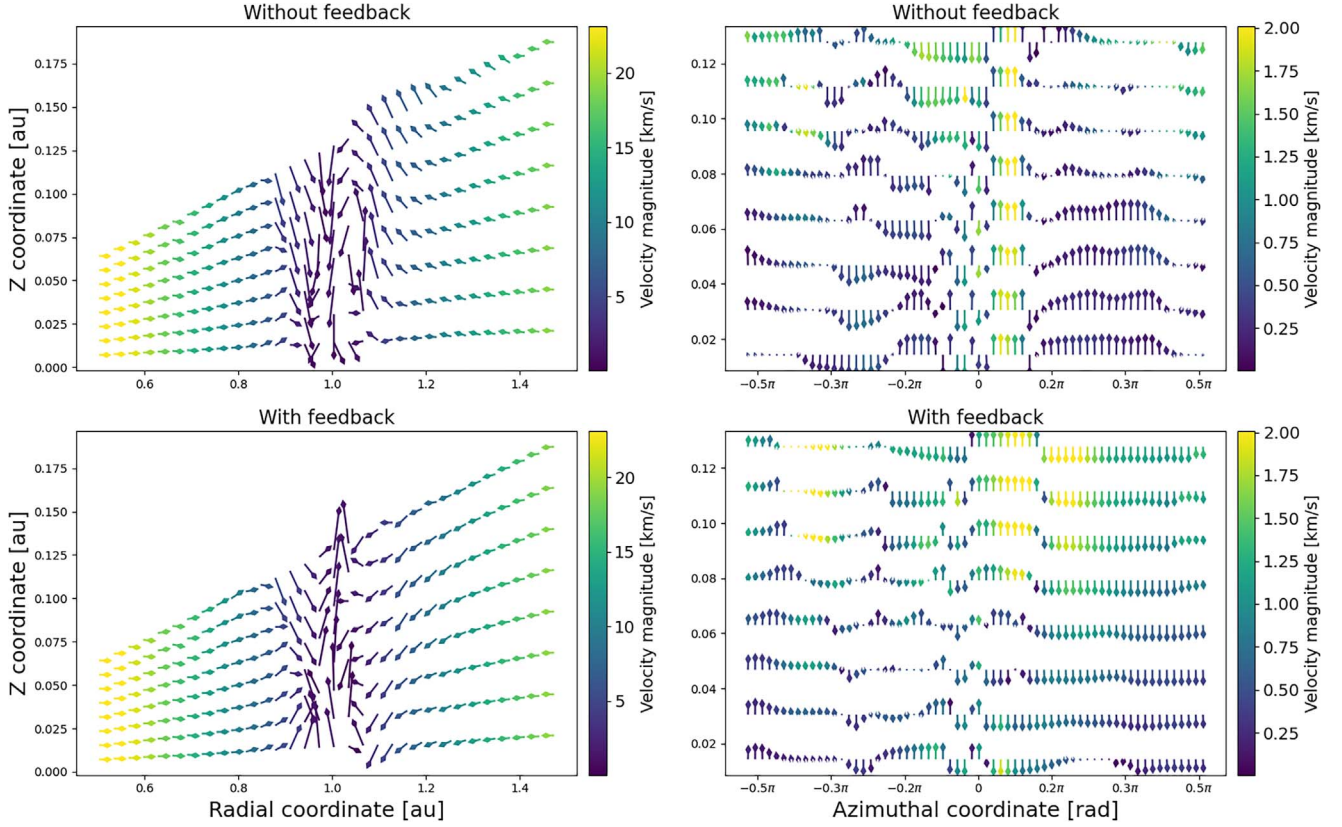 Without feedback
Without feedback
0.175
0.150
0.125
0.100
0.075
0.050
0.025
0.000
Z coordinate [au]
0.6
0.8
1.0
1.2
1.4
20
15
10
5
Velocity magnitude [km/s]
0.12
0.10
0.08
0.06
0.04
0.02
−0.5π
−0.3π
−0.2π
0
0.2π
0.3π
0.5π
2.00
1.75
1.50
1.25
1.00
0.75
0.50
0.25
Velocity magnitude [km/s]
With feedback
With feedback
0.175
0.150
0.125
0.100
0.075
0.050
0.025
0.000
Z coordinate [au]
0.6
0.8
1.0
1.2
1.4
Radial coordinate [au]
20
15
10
5
Velocity magnitude [km/s]
0.12
0.10
0.08
0.06
0.04
0.02
−0.5π
−0.3π
−0.2π
0
0.2π
0.3π
0.5π
Azimuthal coordinate [rad]
2.00
1.75
1.50
1.25
1.00
0.75
0.50
0.25
Velocity magnitude [km/s]